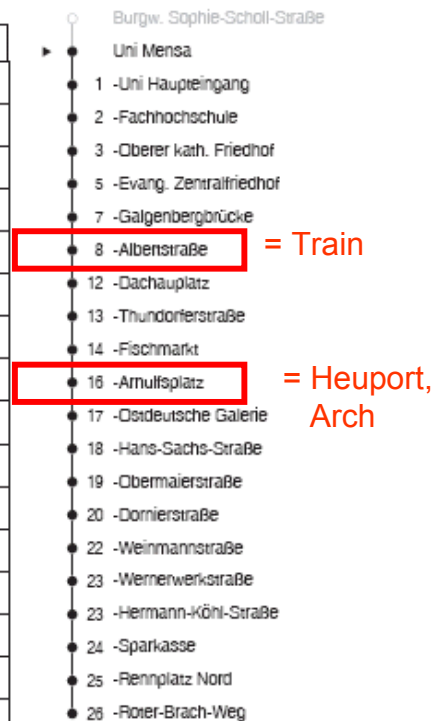 Burgw. Sophie-Scholl-Straße
Uni Mensa
1 -Uni Haupteingang
2 -Fachhochschule
3 -Oberer kath. Friedhof
5 -Evang. Zentralfriedhof
7 -Galgenbergbrücke
8 -Albertstraße = Train
12 -Dachauplatz
13 -Thundorferstraße
14 -Fischmarkt
16 -Arnulfsplatz = Heuport,
17 -Ostdeutsche Galerie Arch
18 -Hans-Sachs-Straße
19 -Obermaierstraße
20 -Dornierstraße
22 -Weinmannstraße
23 -Wernerwerkstraße
23 -Hermann-Köhl-Straße
24 -Sparkasse
25 -Rennplatz Nord
26 -Roter-Brach-Weg